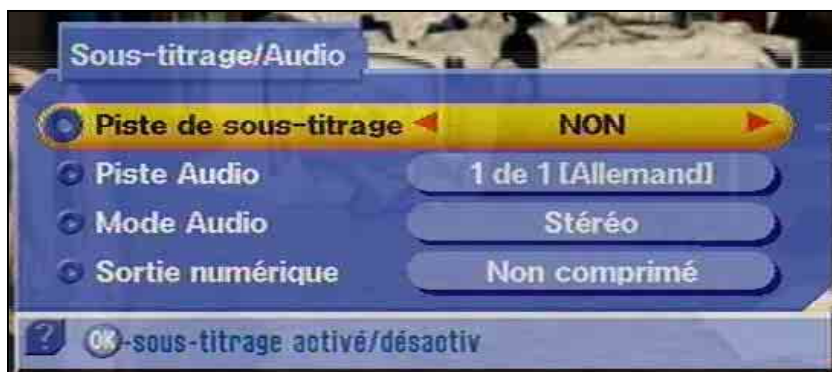 Sous-titrage/Audio
Piste de sous-titrage NON
Piste Audio 1 de 1 [Allemand]
Mode Audio Stéréo
Sortie numérique Non comprimé
? OK-sous-titrage activé/désactiv